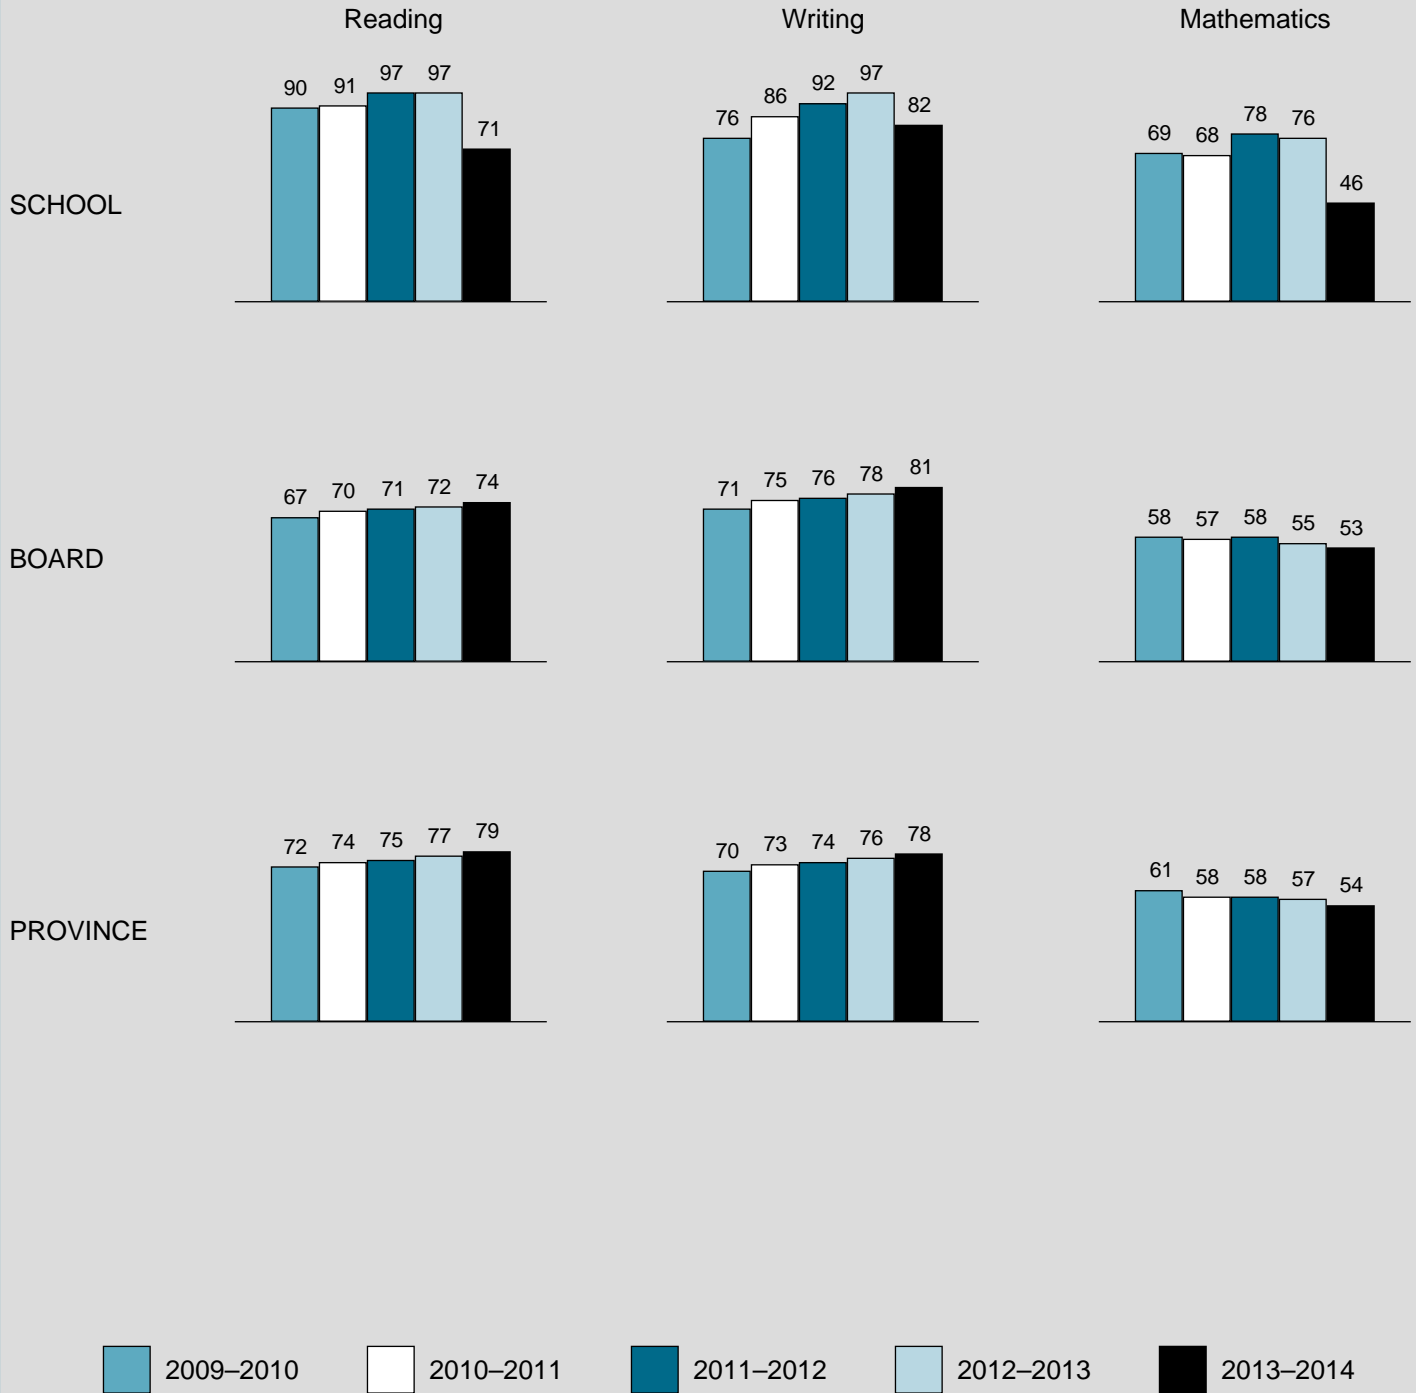 Reading Writing Mathematics
90 91 97 97 71
76 86 92 97 82
69 68 78 76 46
SCHOOL
67 70 71 72 74
71 75 76 78 81
58 57 58 55 53
BOARD
72 74 75 77 79
70 73 74 76 78
61 58 58 57 54
PROVINCE
2009–2010 2010–2011 2011–2012 2012–2013 2013–2014